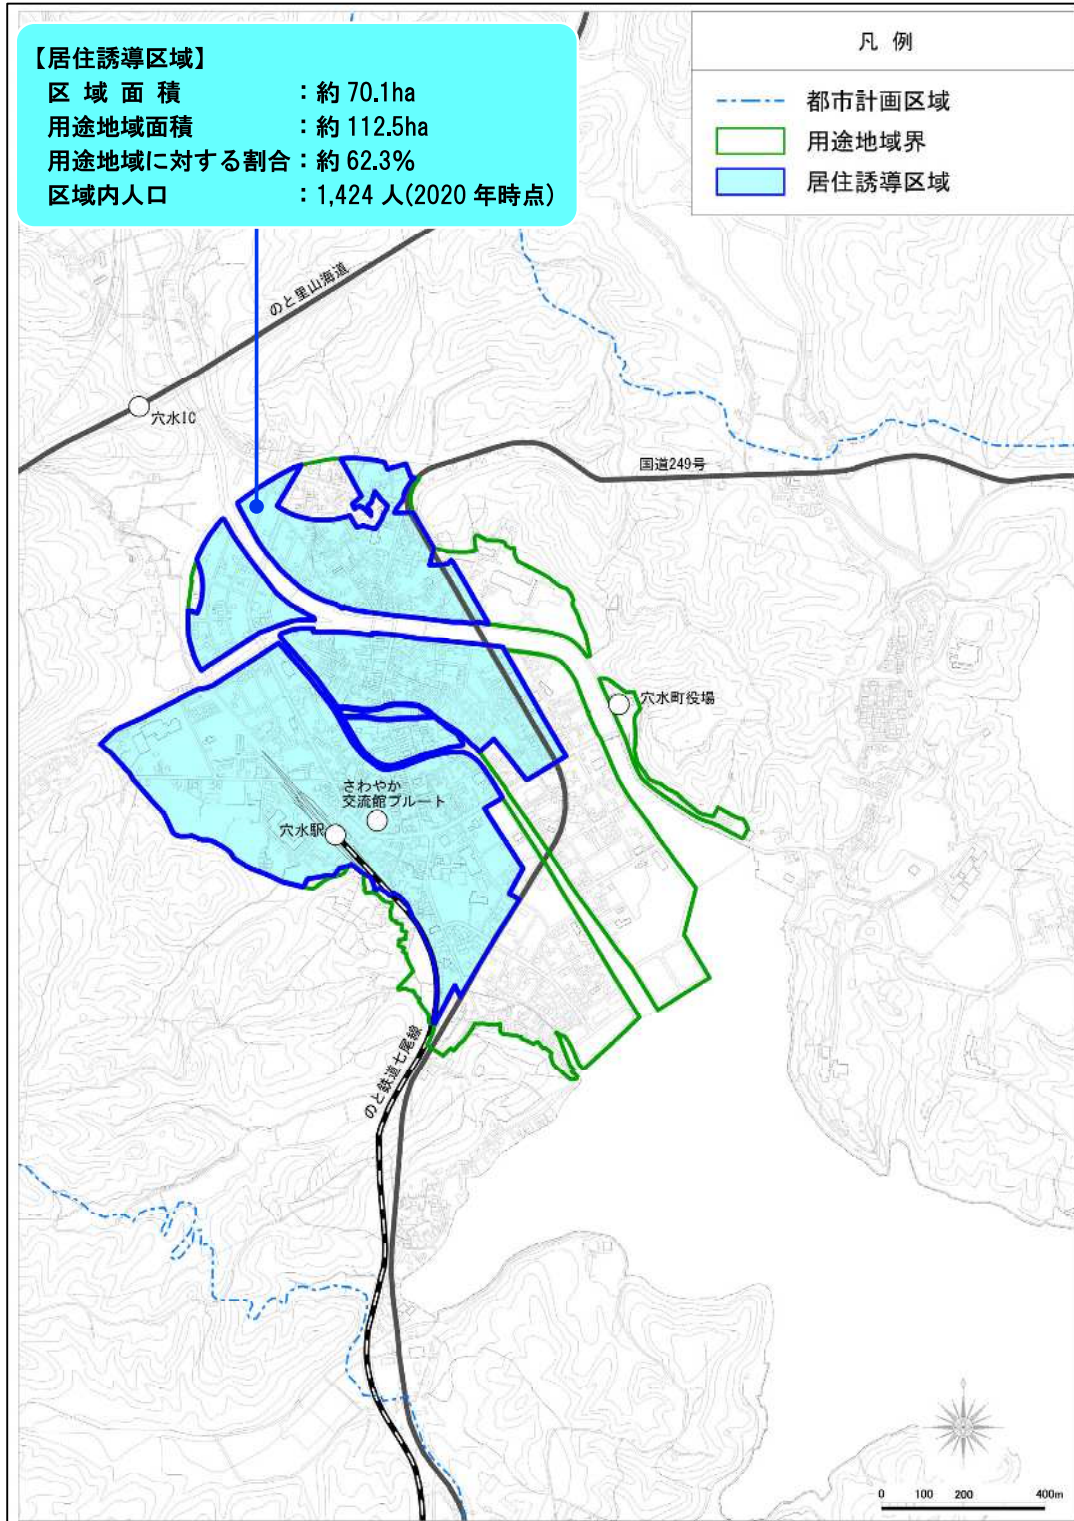 【居住誘導区域】
区域面積 ：約 70.1ha
用途地域面積 ：約 112.5ha
用途地域に対する割合：約 62.3%
区域内人口 ：1,424 人(2020 年時点)
凡 例
都市計画区域
用途地域界
居住誘導区域
のと里山海道
穴水IC
国道249号
穴水町役場
さわやか
交流館プルート
穴水駅
のと鉄道七尾線
0 100 200 400m